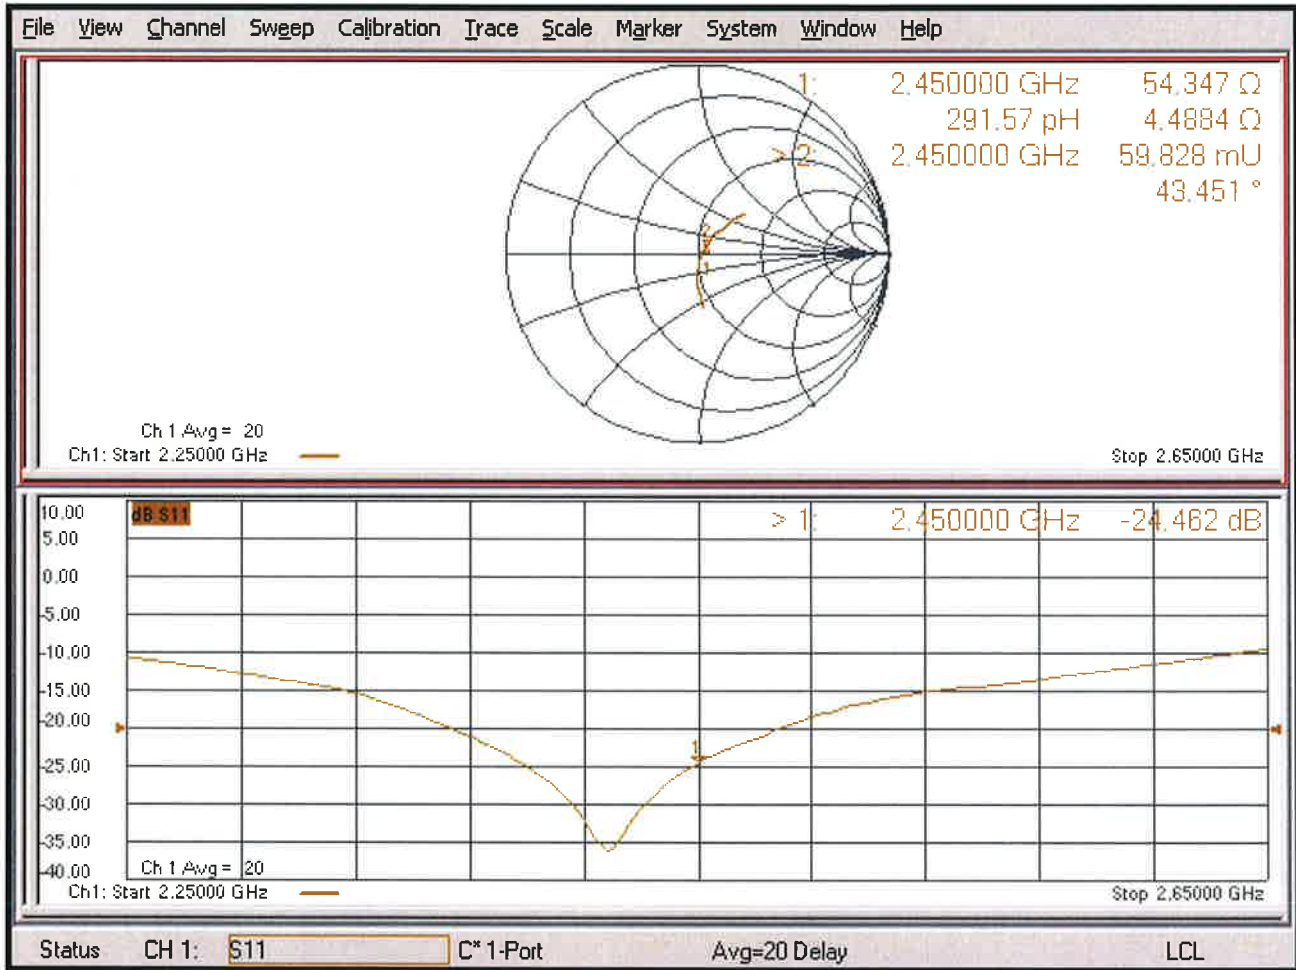 File View Channel Sweep Calibration Trace Scale Marker System Window Help
1: 2.450000 GHz 54.347 Ω
291.57 pH 4.4884 Ω
> 2: 2.450000 GHz 59.828 mU
43.451 °
2
1
Ch 1 Avg = 20
Ch1: Start 2.25000 GHz
Stop 2.65000 GHz
10.00
dB S11
> 1: 2.450000 GHz -24.462 dB
5.00
0.00
-5.00
-10.00
-15.00
-20.00
1
-25.00
-30.00
-35.00
-40.00
Ch 1 Avg = 20
Ch1: Start 2.25000 GHz
Stop 2.65000 GHz
Status CH 1: S11 C* 1-Port Avg=20 Delay LCL